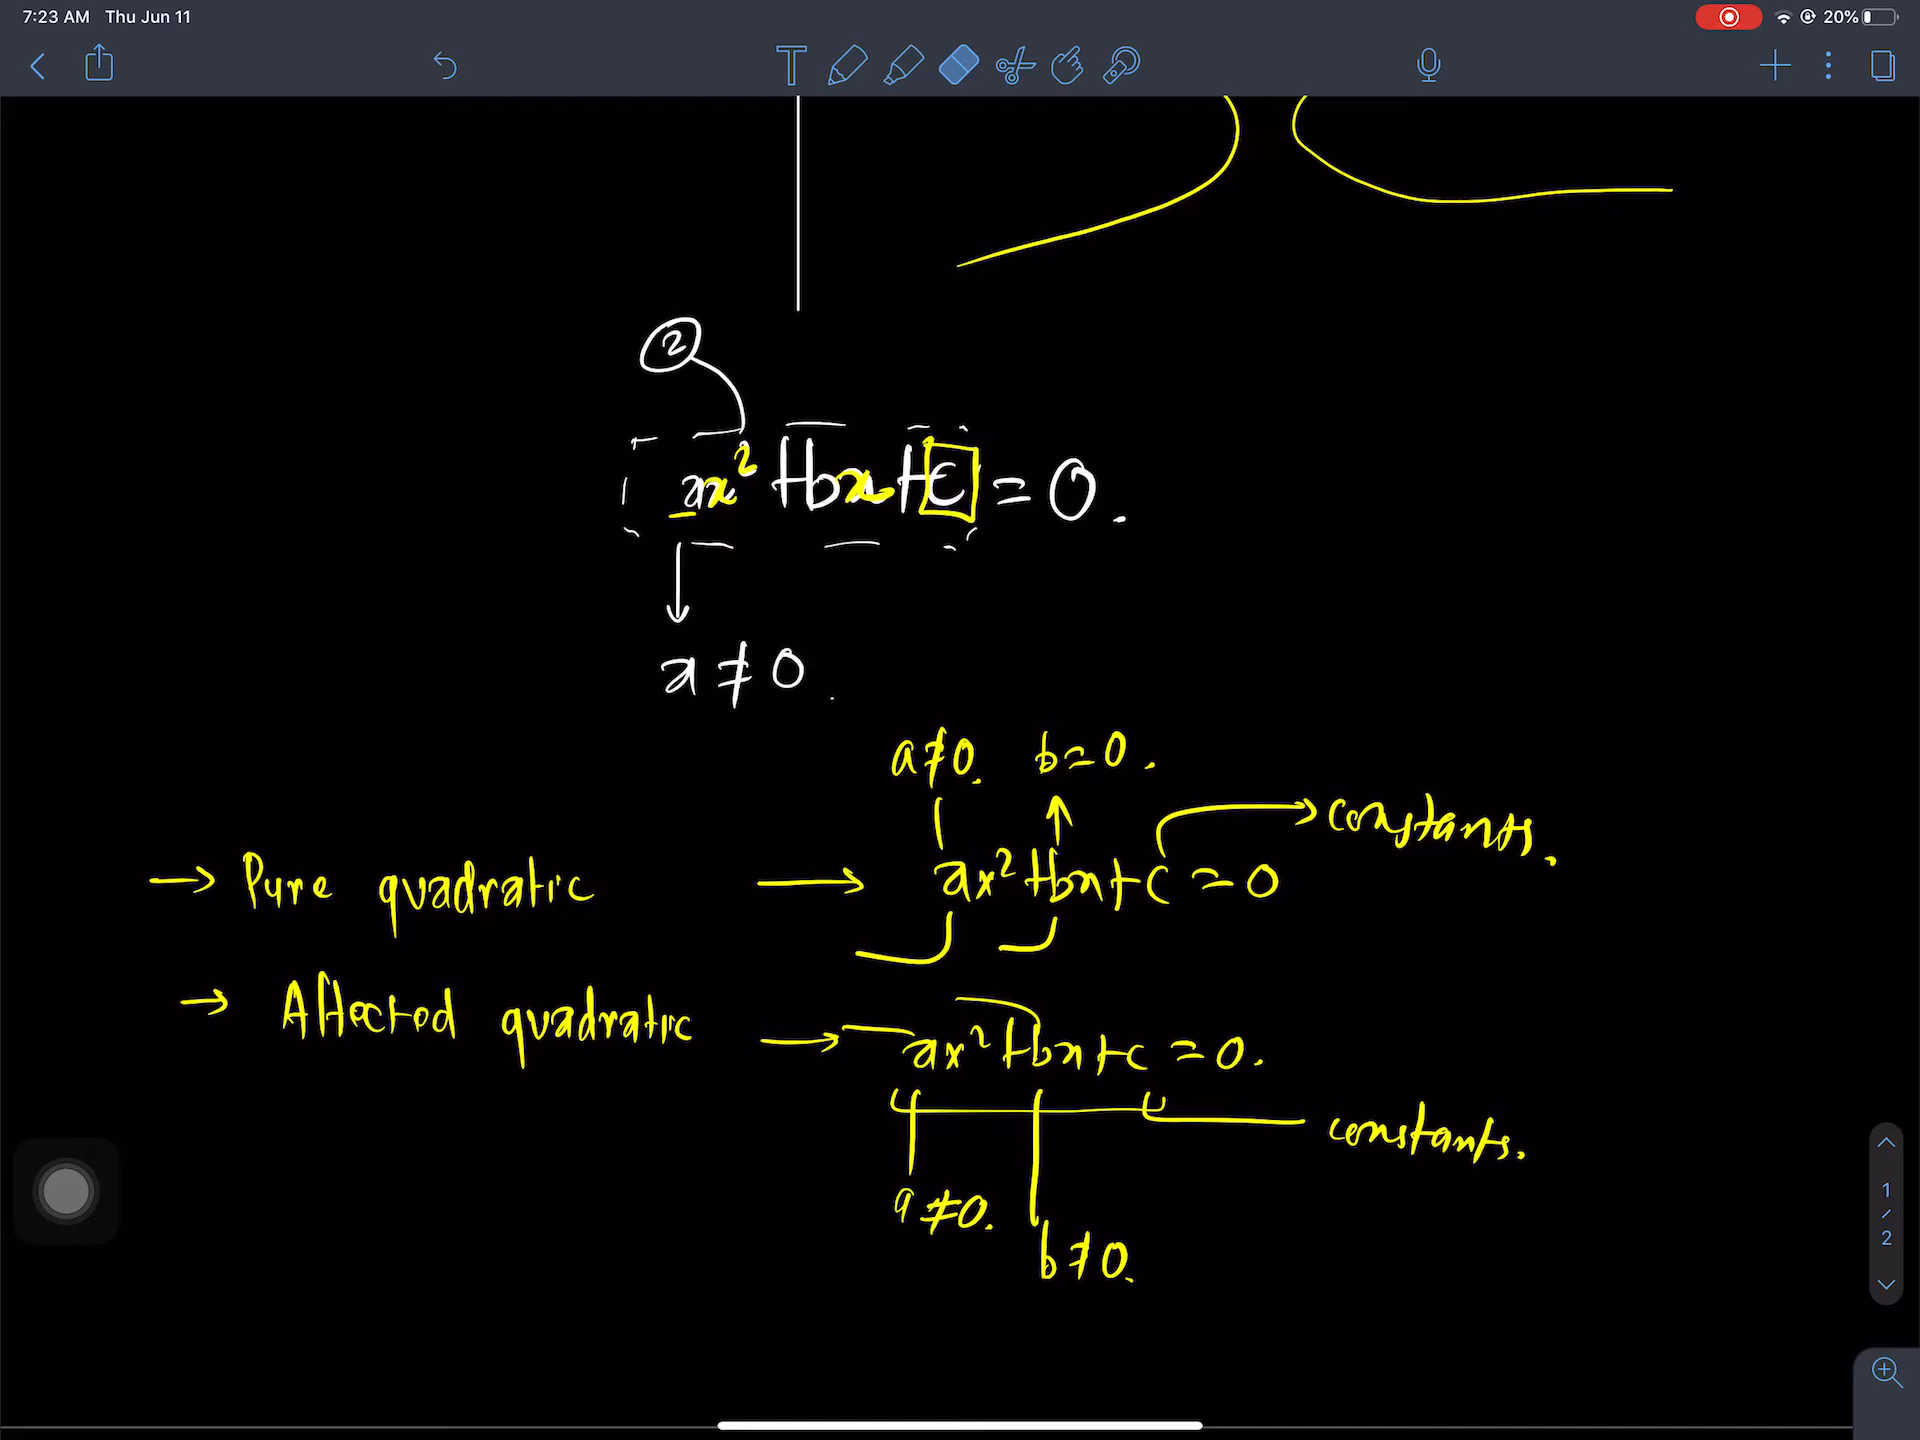 7:23 AM Thu Jun 11
20%
T
2
ax² + bx + c = 0.
a ≠ 0.
a ≠ 0. b = 0.
constants.
→ Pure quadratic → ax² + bx + c = 0
→ Affected quadratic → ax² + bx + c = 0.
constants.
a ≠ 0.
b ≠ 0.
1
/
2